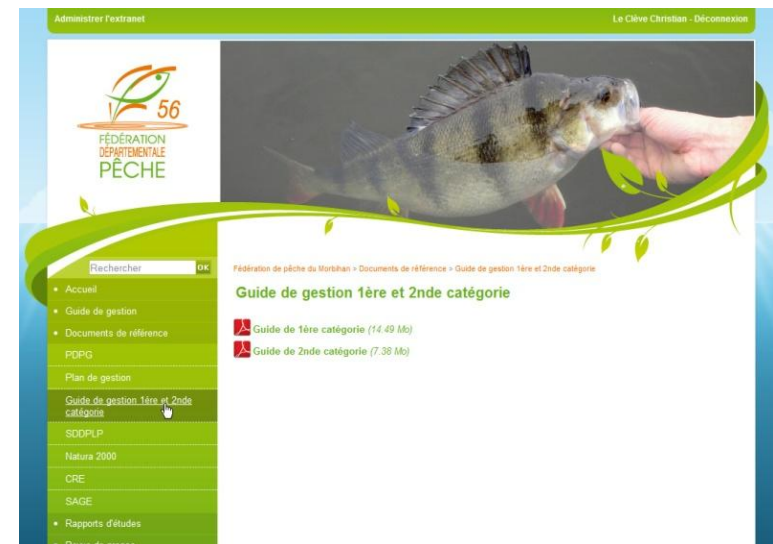 Administrer l'extranet
Le Clève Christian - Déconnexion
56
FÉDÉRATION
DÉPARTEMENTALE
PÊCHE
Rechercher OK
Accueil
Guide de gestion
Documents de référence
PDPG
Plan de gestion
Guide de gestion 1ère et 2nde
catégorie
SDDPLP
Natura 2000
CRE
SAGE
Rapports d'études
Fédération de pêche du Morbihan » Documents de référence » Guide de gestion 1ère et 2nde catégorie
Guide de gestion 1ère et 2nde catégorie
Guide de 1ère catégorie (14.49 Mo)
Guide de 2nde catégorie (7.38 Mo)